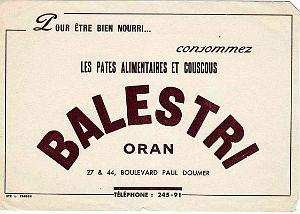 POUR ÊTRE BIEN NOURRI...
consommez
LES PATES ALIMENTAIRES ET COUSCOUS
BALESTRI
ORAN
27 & 44, BOULEVARD PAUL DOUMER
TÉLÉPHONE : 245-91